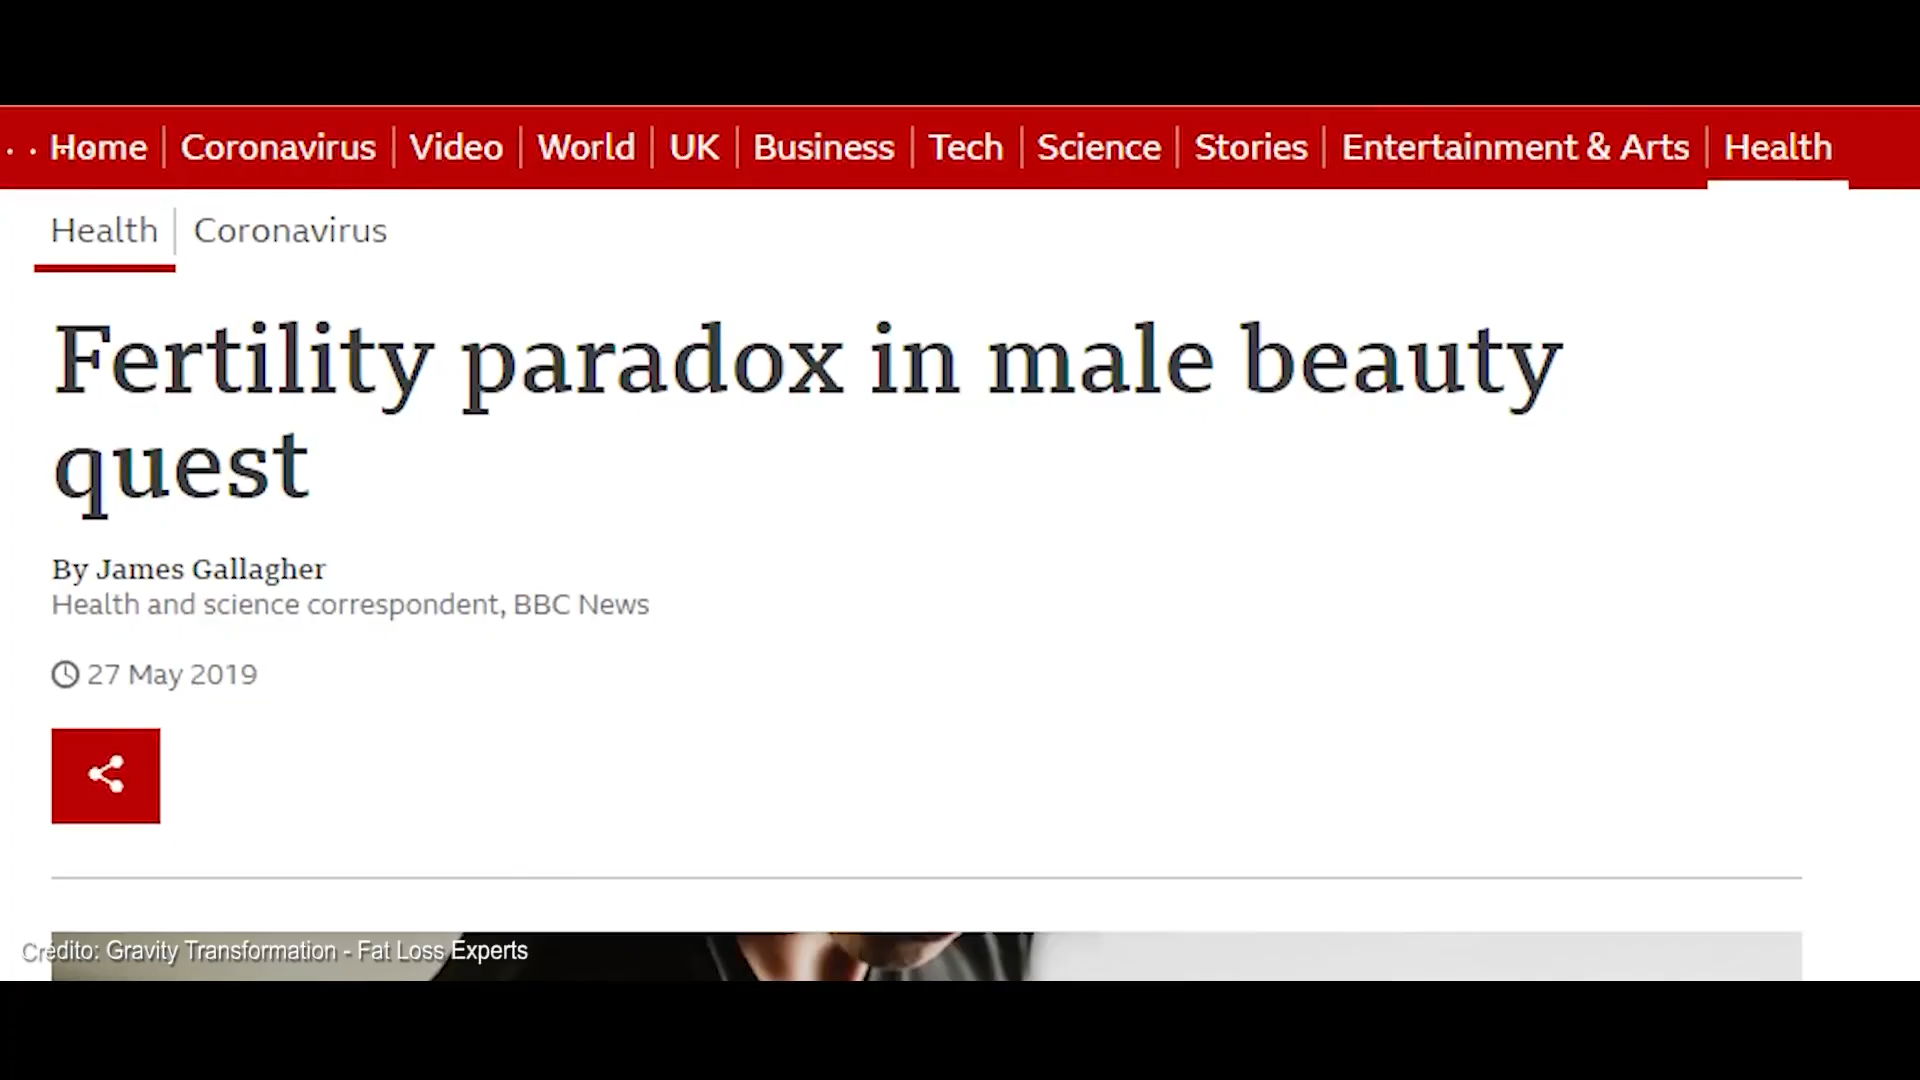 Home Coronavirus Video World UK Business Tech Science Stories Entertainment & Arts Health
Health Coronavirus
Fertility paradox in male beauty
quest
By James Gallagher
Health and science correspondent, BBC News
27 May 2019
Crédito: Gravity Transformation - Fat Loss Experts